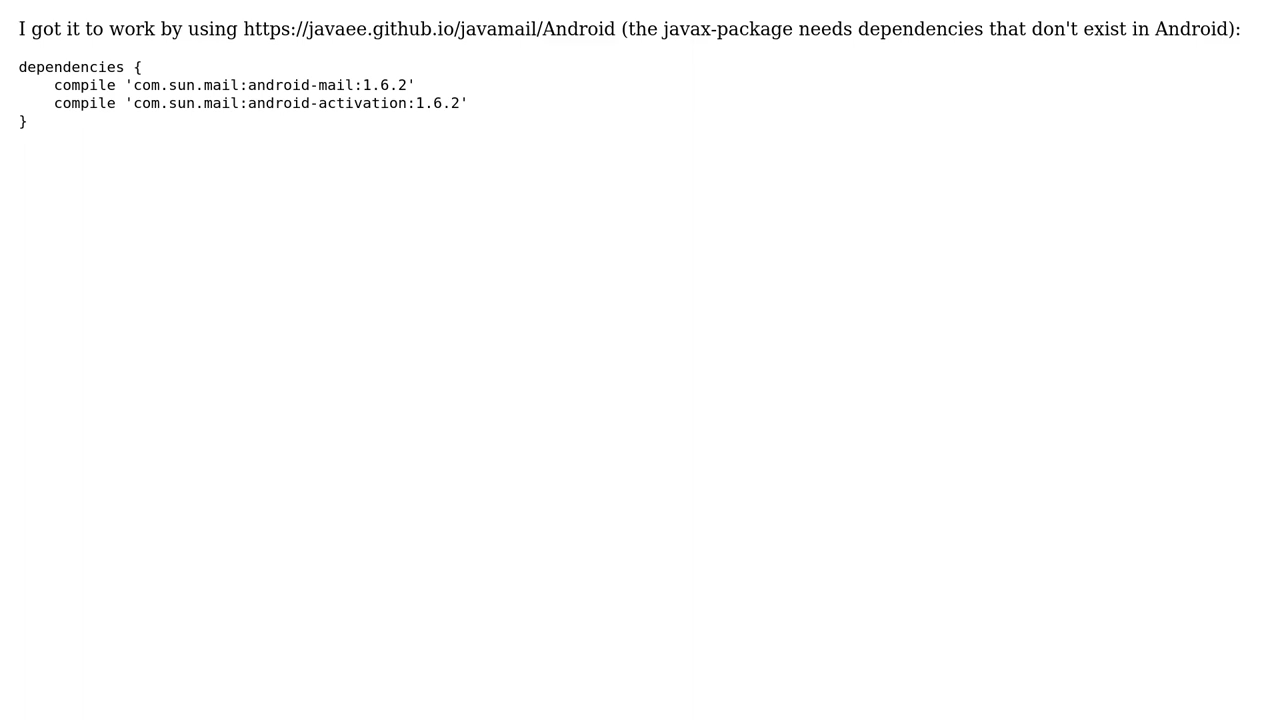 I got it to work by using https://javaee.github.io/javamail/Android (the javax-package needs dependencies that don't exist in Android):
dependencies {
    compile 'com.sun.mail:android-mail:1.6.2'
    compile 'com.sun.mail:android-activation:1.6.2'
}